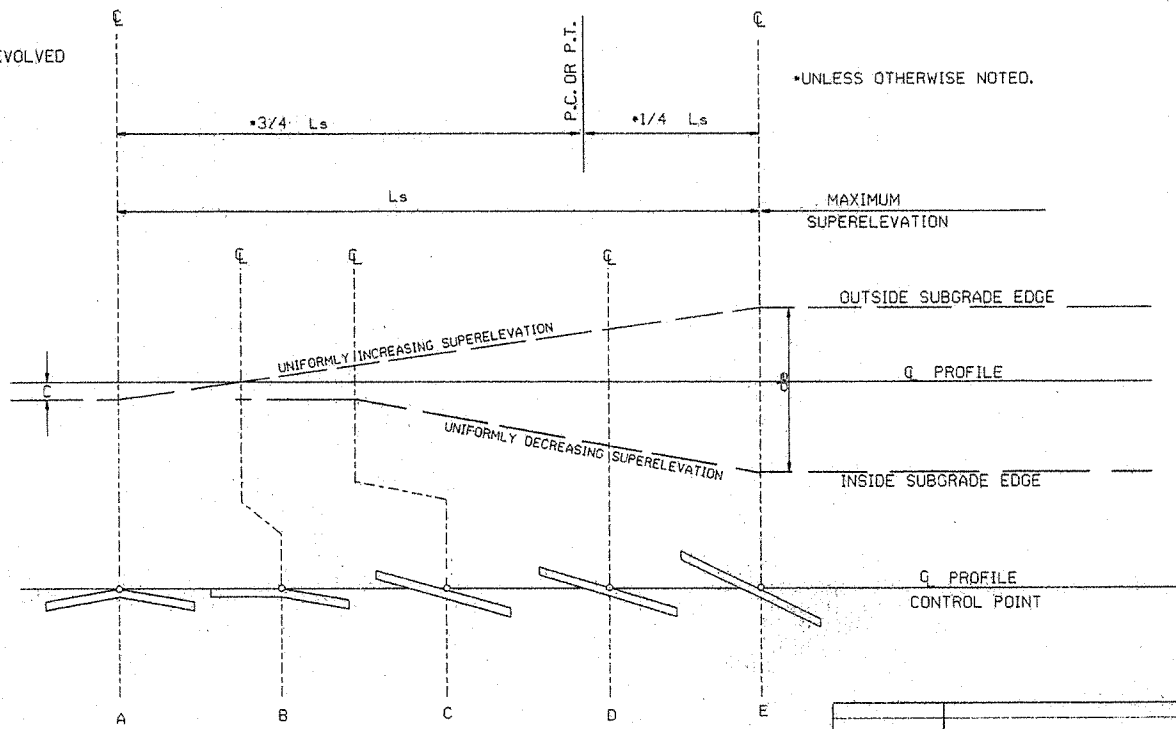 EVOLVED
℄
P.C. OR P.T.
℄
*UNLESS OTHERWISE NOTED.
*3/4 Ls
*1/4 Ls
Ls
MAXIMUM
SUPERELEVATION
℄
℄
℄
OUTSIDE SUBGRADE EDGE
UNIFORMLY INCREASING SUPERELEVATION
C
℄ PROFILE
UNIFORMLY DECREASING SUPERELEVATION
INSIDE SUBGRADE EDGE
℄ PROFILE
CONTROL POINT
A
B
C
D
E